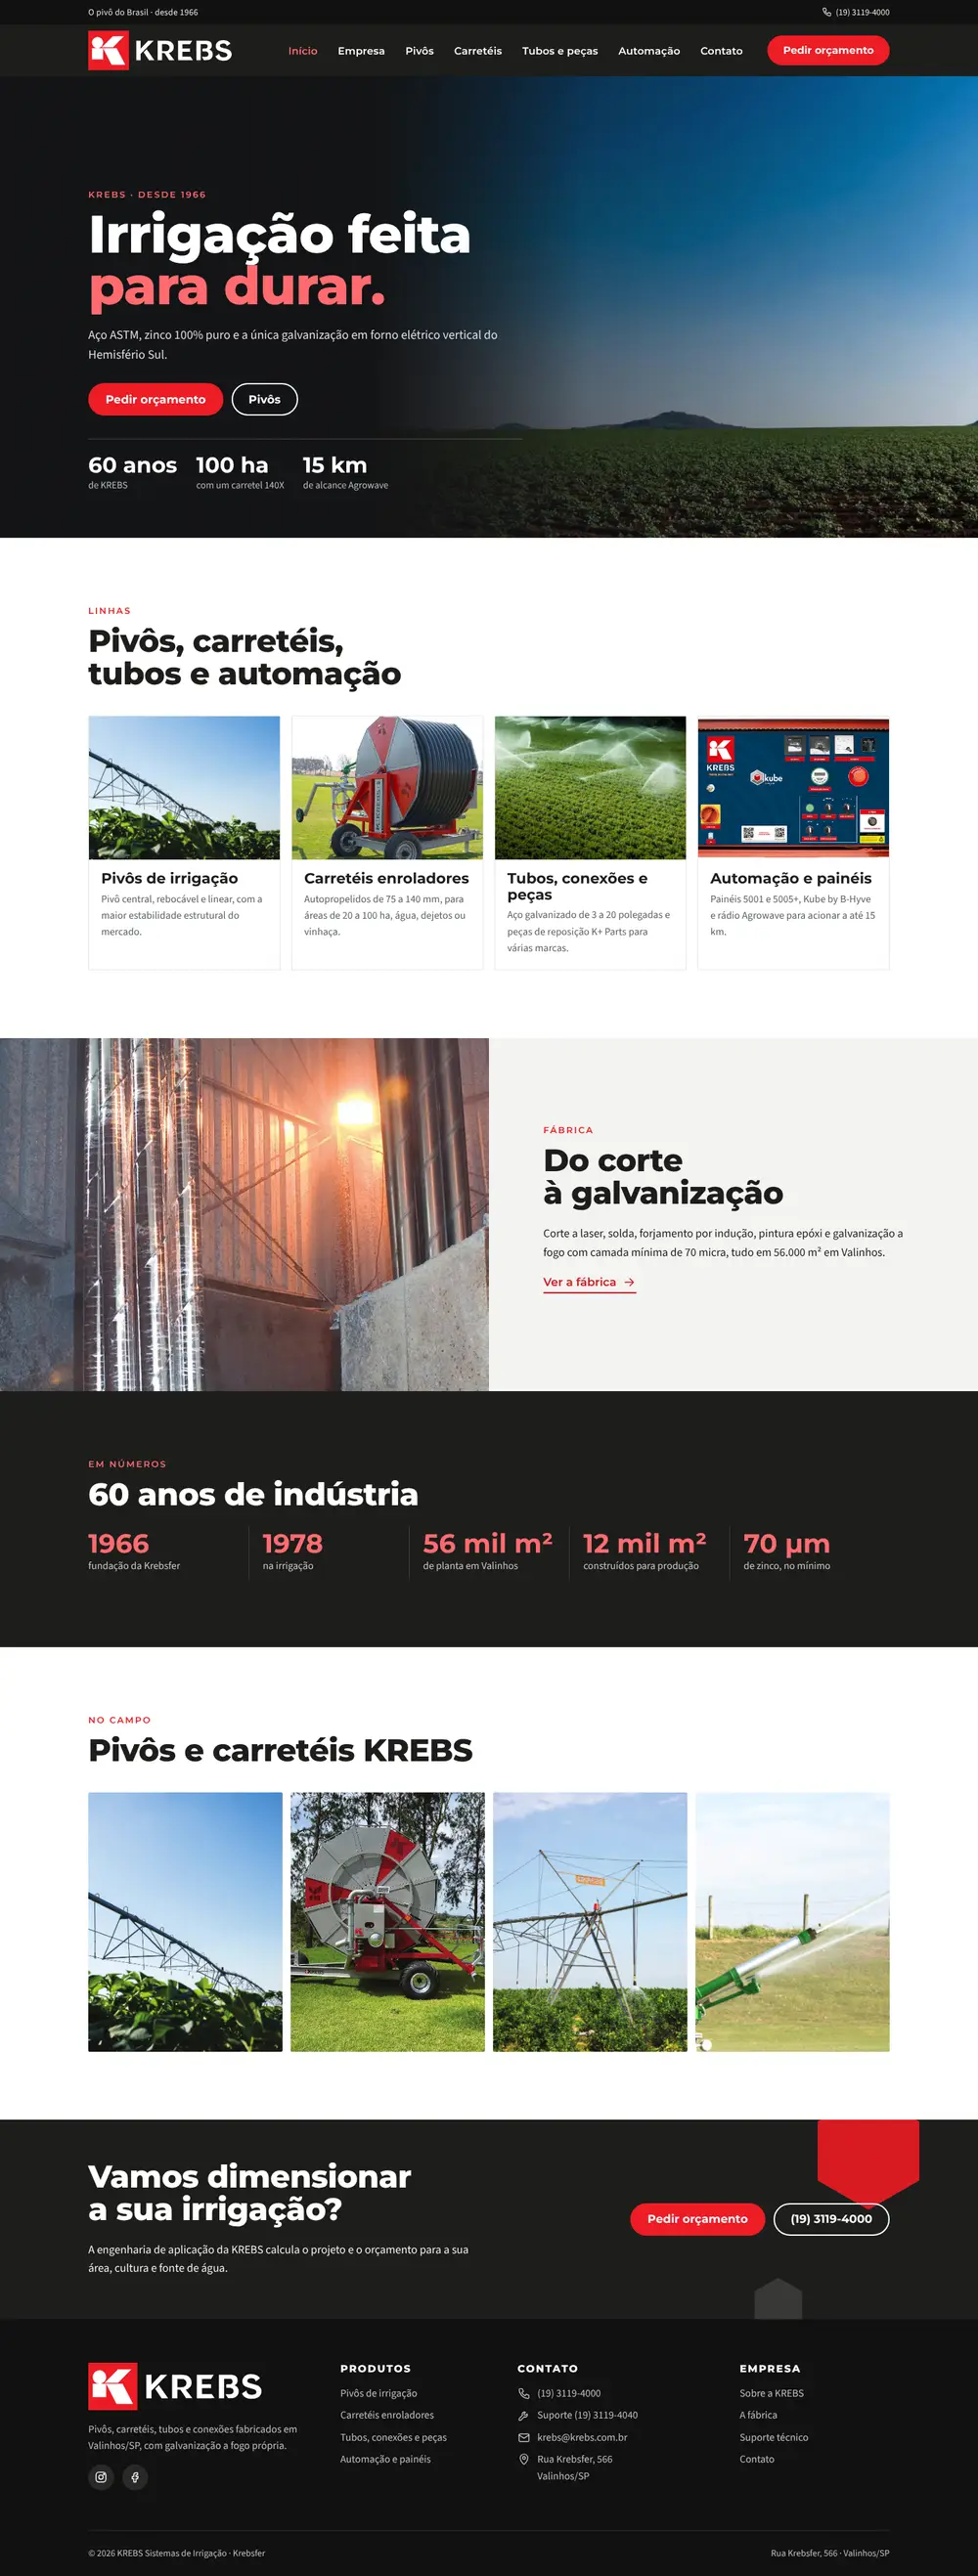 O pivô do Brasil · desde 1966
(19) 3119-4000
KREBS
Início
Empresa
Pivôs
Carretéis
Tubos e peças
Automação
Contato
Pedir orçamento
KREBS · DESDE 1966
Irrigação feita
para durar.
Aço ASTM, zinco 100% puro e a única galvanização em forno elétrico vertical do
Hemisfério Sul.
Pedir orçamento
Pivôs
60 anos
de KREBS
100 ha
com um carretel 140X
15 km
de alcance Agrowave
LINHAS
Pivôs, carretéis,
tubos e automação
KREBS
kube
Pivôs de irrigação
Pivô central, rebocável e linear, com a
maior estabilidade estrutural do
mercado.
Carretéis enroladores
Autopropelidos de 75 a 140 mm, para
áreas de 20 a 100 ha, água, dejetos ou
vinhaça.
Tubos, conexões e
peças
Aço galvanizado de 3 a 20 polegadas e
peças de reposição K+ Parts para
várias marcas.
Automação e painéis
Painéis 5001 e 5005+, Kube by B-Hyve
e rádio Agrowave para acionar a até 15
km.
FÁBRICA
Do corte
à galvanização
Corte a laser, solda, forjamento por indução, pintura epóxi e galvanização a
fogo com camada mínima de 70 micra, tudo em 56.000 m² em Valinhos.
Ver a fábrica →
EM NÚMEROS
60 anos de indústria
1966
fundação da Krebsfer
1978
na irrigação
56 mil m²
de planta em Valinhos
12 mil m²
construídos para produção
70 µm
de zinco, no mínimo
NO CAMPO
Pivôs e carretéis KREBS
Vamos dimensionar
a sua irrigação?
A engenharia de aplicação da KREBS calcula o projeto e o orçamento para a sua
área, cultura e fonte de água.
Pedir orçamento
(19) 3119-4000
KREBS
Pivôs, carretéis, tubos e conexões fabricados em
Valinhos/SP, com galvanização a fogo própria.
PRODUTOS
Pivôs de irrigação
Carretéis enroladores
Tubos, conexões e peças
Automação e painéis
CONTATO
(19) 3119-4000
Suporte (19) 3119-4040
krebs@krebs.com.br
Rua Krebsfer, 566
Valinhos/SP
EMPRESA
Sobre a KREBS
A fábrica
Suporte técnico
Contato
© 2026 KREBS Sistemas de Irrigação · Krebsfer
Rua Krebsfer, 566 · Valinhos/SP